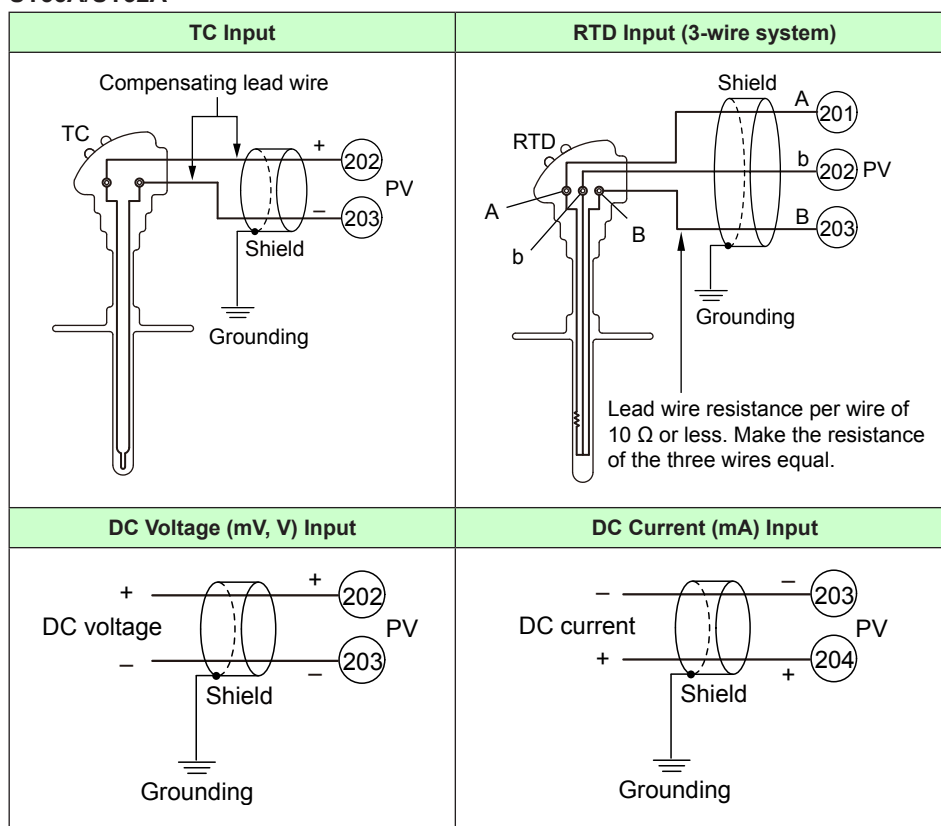 TC Input
Compensating lead wire
TC
+
202
PV
–
203
Shield
Grounding
RTD Input (3-wire system)
Shield
A
201
RTD
b
202
PV
A
B
B
203
b
Grounding
Lead wire resistance per wire of
10 Ω or less. Make the resistance
of the three wires equal.
DC Voltage (mV, V) Input
+
+
202
DC voltage
PV
–
–
203
Shield
Grounding
DC Current (mA) Input
–
–
203
DC current
PV
+
+
204
Shield
Grounding